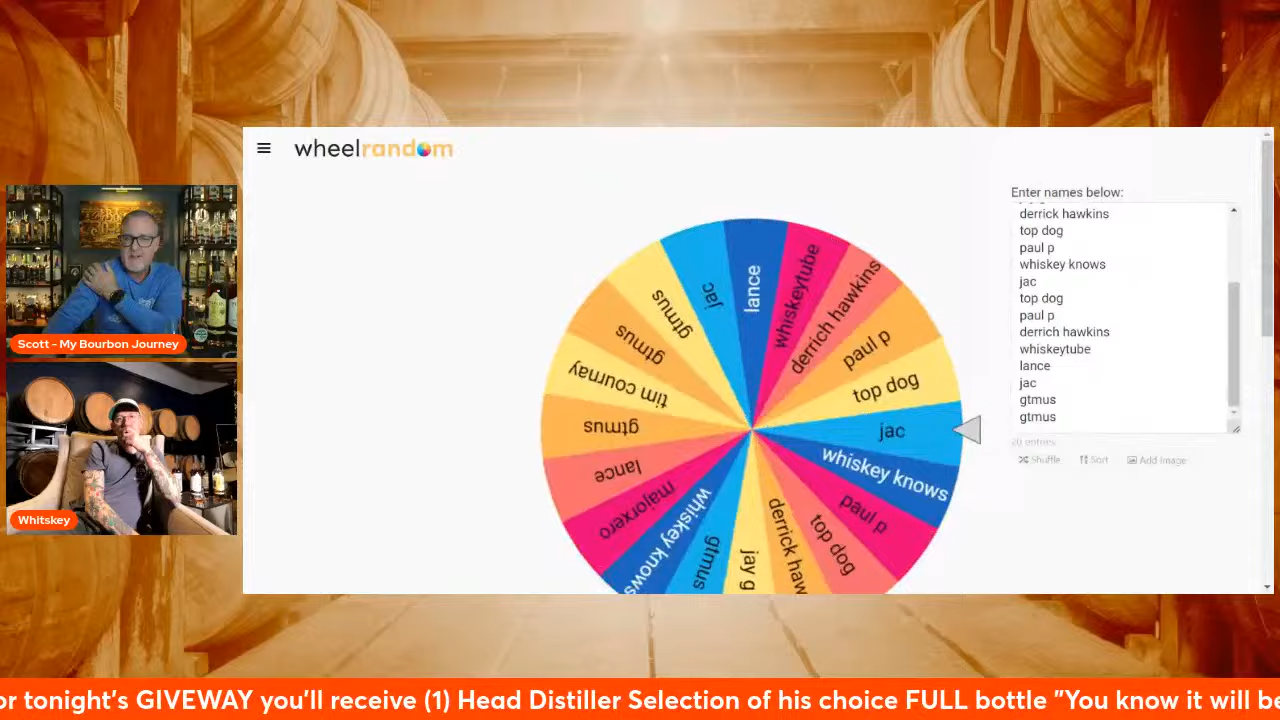 wheelrandom
Enter names below:
derrick hawkins
top dog
paul p
whiskey knows
jac
top dog
paul p
derrick hawkins
whiskeytube
lance
jac
gtmus
gtmus
20 entries
Shuffle
Sort
Add Image
lance
whiskeytube
derrich hawkins
paul p
top dog
jac
whiskey knows
paul p
top dog
derrick haw
jay g
gtmus
whiskey knows
majorxero
lance
gtmus
tim cournay
gtmus
gtmus
jac
Scott - My Bourbon Journey
Whitskey
or tonight's GIVEWAY you'll receive (1) Head Distiller Selection of his choice FULL bottle "You know it will be